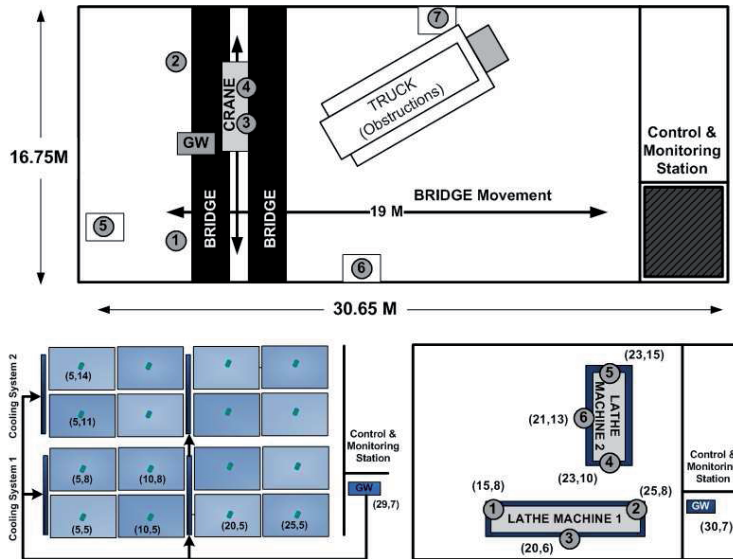 7
2
4
CRANE
3
GW
TRUCK
(Obstructions)
Control &
Monitoring
Station
16.75M
BRIDGE Movement
19 M
5
1
BRIDGE
BRIDGE
6
30.65 M
Cooling System 2
(5,14)
(5,11)
Cooling System 1
(5,8)
(10,8)
(5,5)
(10,5)
(20,5)
(25,5)
Control &
Monitoring
Station
GW
(29,7)
(23,15)
5
LATHE
MACHINE 2
6
(21,13)
4
(23,10)
(15,8)
(25,8)
1
LATHE MACHINE 1
2
3
(20,6)
Control &
Monitoring
Station
GW
(30,7)